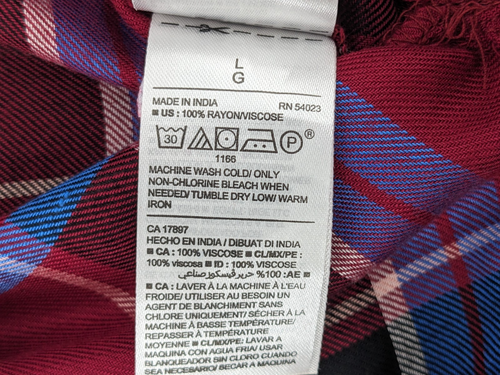 L
G
MADE IN INDIA RN 54023
■ US : 100% RAYON/VISCOSE
30 P ®
1166
MACHINE WASH COLD/ ONLY
NON-CHLORINE BLEACH WHEN
NEEDED/ TUMBLE DRY LOW/ WARM
IRON
CA 17897
HECHO EN INDIA / DIBUAT DI INDIA
■ CA : 100% VISCOSE ■ CL/MX/PE :
100% viscosa ■ ID : 100% VISCOSE
■ AE: %100 حرير ڤيسكوز صناعي
■ CA : LAVER À LA MACHINE À L'EAU
FROIDE/ UTILISER AU BESOIN UN
AGENT DE BLANCHIMENT SANS
CHLORE UNIQUEMENT/ SÉCHER À LA
MACHINE À BASSE TEMPÉRATURE/
REPASSER À TEMPÉRATURE
MOYENNE ■ CL/MX/PE: LAVAR EN
MAQUINA CON AGUA FRIA/ USAR
BLANQUEADOR SIN CLORO CUANDO
SEA NECESARIO/ SECAR A MAQUINA